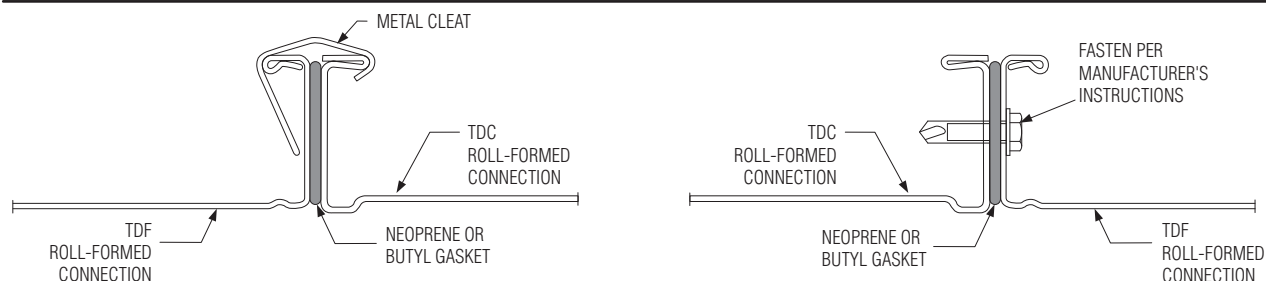 METAL CLEAT
TDC
ROLL-FORMED
CONNECTION
TDF
ROLL-FORMED
CONNECTION
NEOPRENE OR
BUTYL GASKET
FASTEN PER
MANUFACTURER'S
INSTRUCTIONS
TDC
ROLL-FORMED
CONNECTION
NEOPRENE OR
BUTYL GASKET
TDF
ROLL-FORMED
CONNECTION